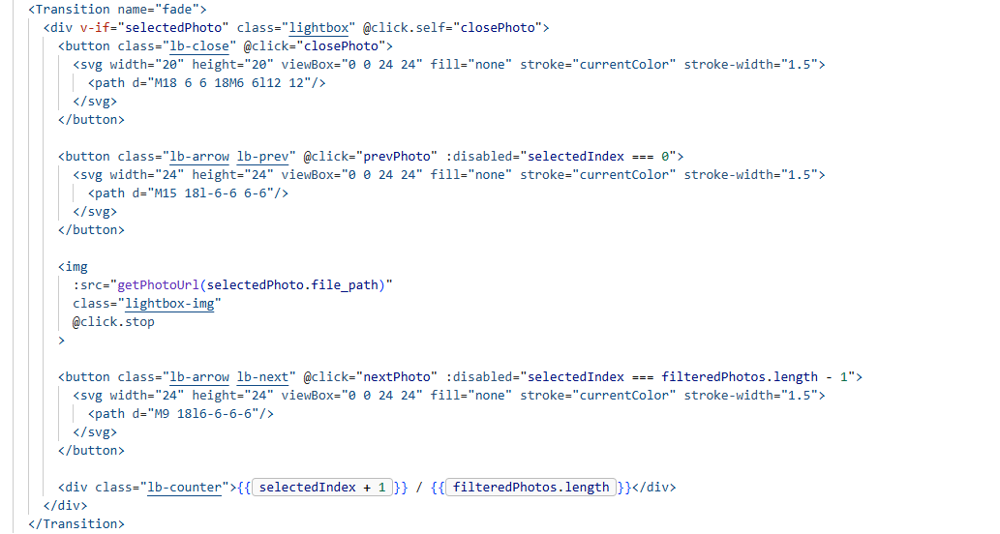 <Transition name="fade">
<div v-if="selectedPhoto" class="lightbox" @click.self="closePhoto">
<button class="lb-close" @click="closePhoto">
<svg width="20" height="20" viewBox="0 0 24 24" fill="none" stroke="currentColor" stroke-width="1.5">
<path d="M18 6 6 18M6 6l12 12"/>
</svg>
</button>
<button class="lb-arrow lb-prev" @click="prevPhoto" :disabled="selectedIndex === 0">
<svg width="24" height="24" viewBox="0 0 24 24" fill="none" stroke="currentColor" stroke-width="1.5">
<path d="M15 18l-6-6 6-6"/>
</svg>
</button>
<img
:src="getPhotoUrl(selectedPhoto.file_path)"
class="lightbox-img"
@click.stop
>
<button class="lb-arrow lb-next" @click="nextPhoto" :disabled="selectedIndex === filteredPhotos.length - 1">
<svg width="24" height="24" viewBox="0 0 24 24" fill="none" stroke="currentColor" stroke-width="1.5">
<path d="M9 18l6-6-6-6"/>
</svg>
</button>
<div class="lb-counter">{{ selectedIndex + 1 }} / {{ filteredPhotos.length }}</div>
</div>
</Transition>